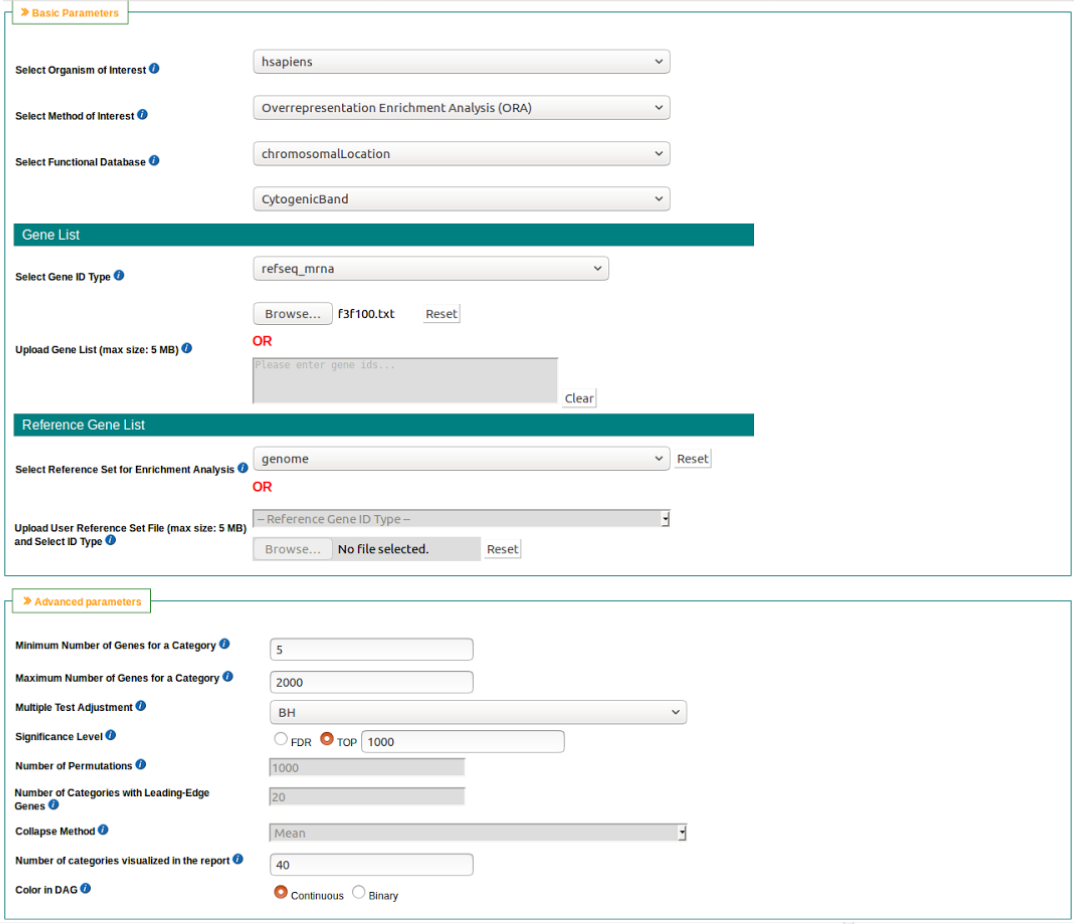 » Basic Parameters
Select Organism of Interest i
hsapiens
Select Method of Interest i
Overrepresentation Enrichment Analysis (ORA)
Select Functional Database i
chromosomalLocation
CytogenicBand
Gene List
Select Gene ID Type i
refseq_mrna
Browse... f3f100.txt Reset
OR
Upload Gene List (max size: 5 MB) i
Please enter gene ids...
Clear
Reference Gene List
Select Reference Set for Enrichment Analysis i
genome Reset
OR
Upload User Reference Set File (max size: 5 MB)
and Select ID Type i
-- Reference Gene ID Type --
Browse... No file selected. Reset
» Advanced parameters
Minimum Number of Genes for a Category i
5
Maximum Number of Genes for a Category i
2000
Multiple Test Adjustment i
BH
Significance Level i
FDR TOP 1000
Number of Permutations i
1000
Number of Categories with Leading-Edge
Genes i
20
Collapse Method i
Mean
Number of categories visualized in the report i
40
Color in DAG i
Continuous Binary